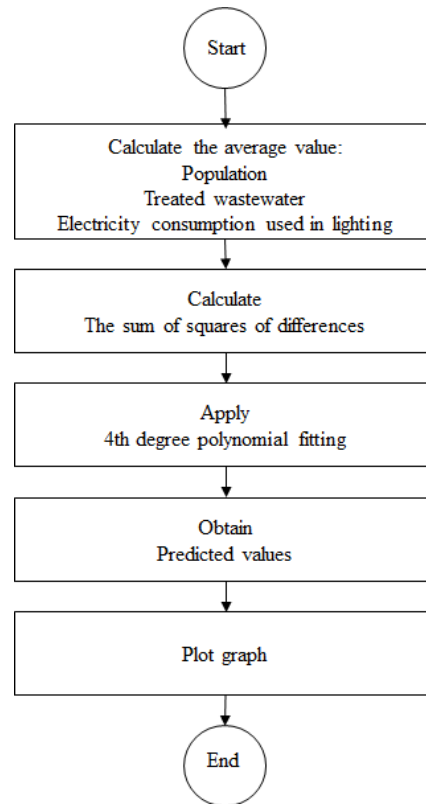 Start
Calculate the average value:
Population
Treated wastewater
Electricity consumption used in lighting
Calculate
The sum of squares of differences
Apply
4th degree polynomial fitting
Obtain
Predicted values
Plot graph
End